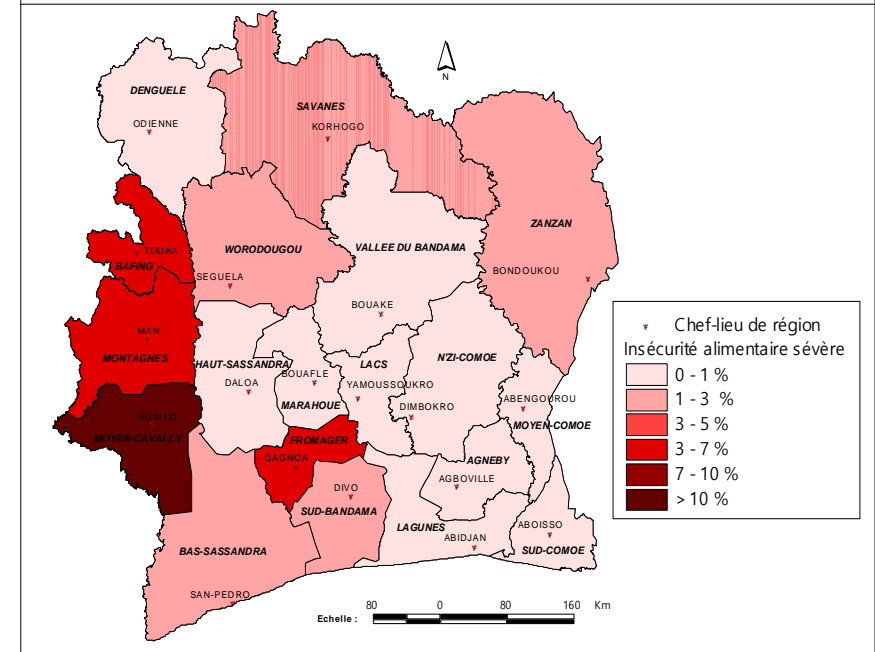 N
DENGUELE
ODIENNE
SAVANES
KORHOGO
ZANZAN
BONDOUKOU
TOUBA
BAFING
WORODOUGOU
SEGUELA
VALLEE DU BANDAMA
BOUAKE
MAN
MONTAGNES
HAUT-SASSANDRA
DALOA
BOUAFLE
MARAHOUE
LACS
YAMOUSSOUKRO
N'ZI-COMOE
DIMBOKRO
ABENGOUROU
MOYEN-COMOE
GUIGLO
MOYEN-CAVALLY
FROMAGER
GAGNOA
AGNEBY
AGBOVILLE
DIVO
SUD-BANDAMA
LAGUNES
ABIDJAN
ABOISSO
SUD-COMOE
BAS-SASSANDRA
SAN-PEDRO
Chef-lieu de région
Insécurité alimentaire sévère
0 - 1 %
1 - 3 %
3 - 5 %
3 - 7 %
7 - 10 %
> 10 %
Echelle :
80 0 80 160 Km